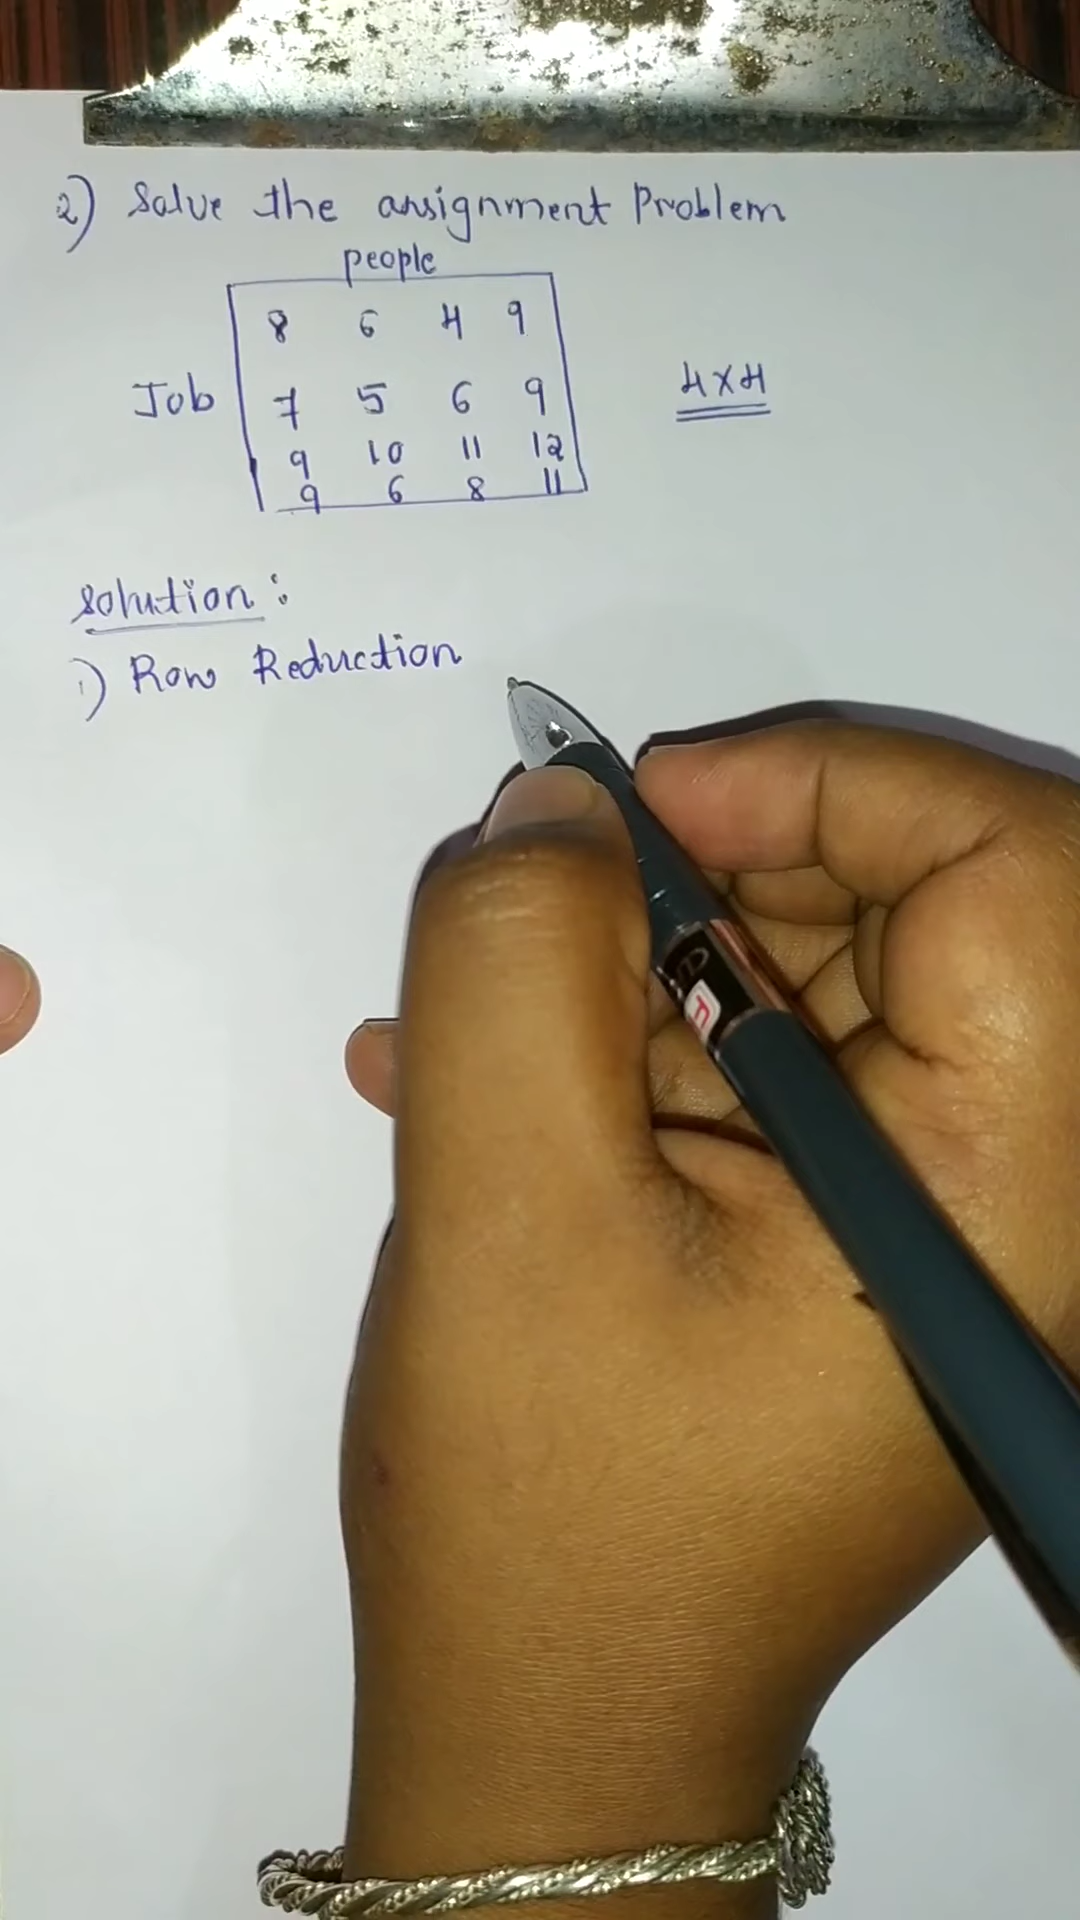 2) Solve the assignment Problem
people
8 6 4 9
Job 7 5 6 9 4x4
9 10 11 12
9 6 8 11
Solution :
1) Row Reduction